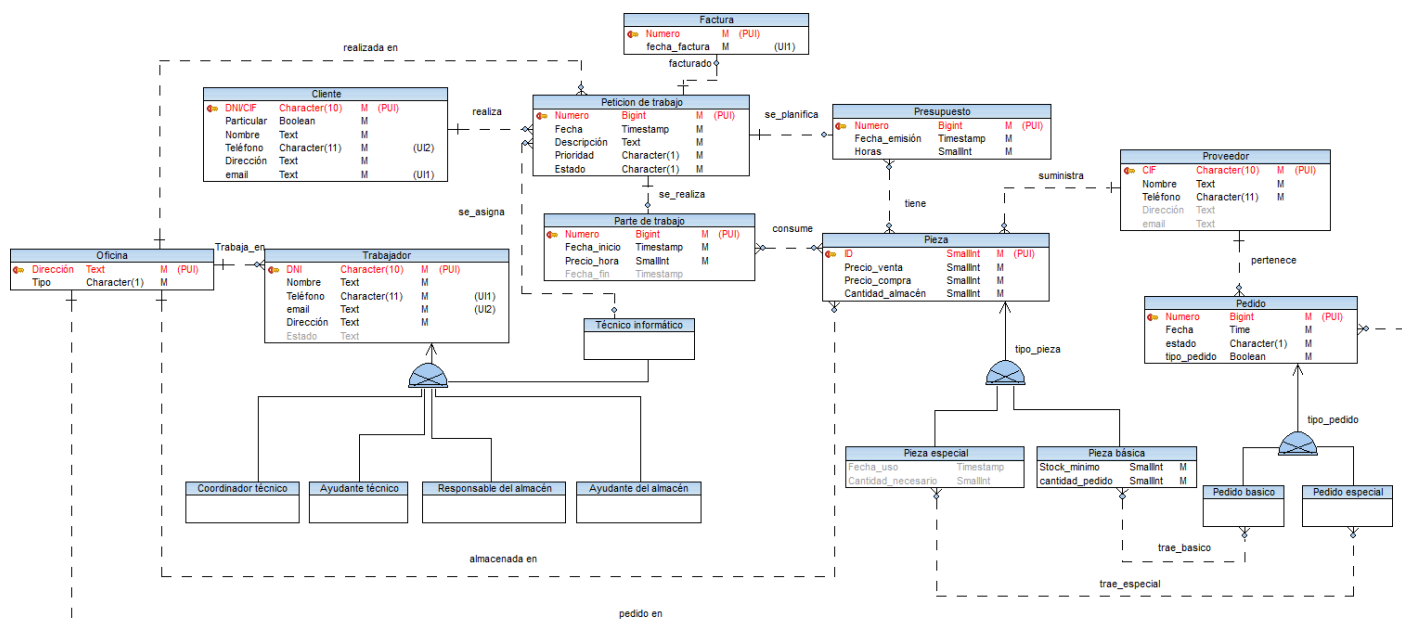 Factura
Numero M (PUI)
fecha_factura M (UI1)
realizada en
facturado
Cliente
DNI/CIF Character(10) M (PUI)
Particular Boolean M
Nombre Text M
Teléfono Character(11) M (UI2)
Dirección Text M
email Text M (UI1)
realiza
Peticion de trabajo
Numero Bigint M (PUI)
Fecha Timestamp M
Descripción Text M
Prioridad Character(1) M
Estado Character(1) M
se_planifica
Presupuesto
Numero Bigint M (PUI)
Fecha_emisión Timestamp M
Horas SmallInt M
Proveedor
CIF Character(10) M (PUI)
Nombre Text M
Teléfono Character(11) M
Dirección Text
email Text
suministra
se_realiza
tiene
se_asigna
Parte de trabajo
Numero Bigint M (PUI)
Fecha_inicio Timestamp M
Precio_hora SmallInt M
Fecha_fin Timestamp
consume
Pieza
ID SmallInt M (PUI)
Precio_venta SmallInt M
Precio_compra SmallInt M
Cantidad_almacén SmallInt M
pertenece
Oficina
Dirección Text M (PUI)
Tipo Character(1) M
Trabaja_en
Trabajador
DNI Character(10) M (PUI)
Nombre Text M
Teléfono Character(11) M (UI1)
email Text M (UI2)
Dirección Text M
Estado Text
Técnico informático
Pedido
Numero Bigint M (PUI)
Fecha Time M
estado Character(1) M
tipo_pedido Boolean M
tipo_pieza
tipo_pedido
Pieza especial
Fecha_uso Timestamp
Cantidad_necesario SmallInt
Pieza básica
Stock_minimo SmallInt M
cantidad_pedido SmallInt M
Coordinador técnico
Ayudante técnico
Responsable del almacén
Ayudante del almacén
Pedido basico
Pedido especial
almacenada en
trae_basico
trae_especial
pedido en